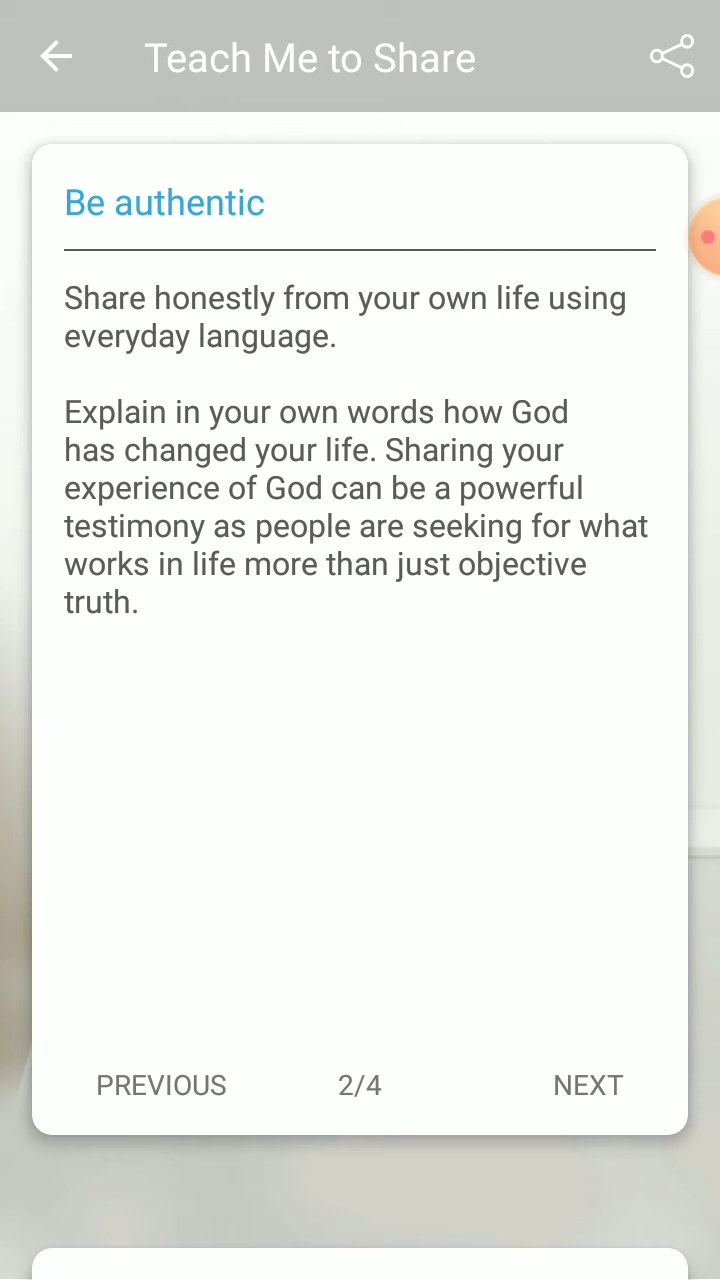 Teach Me to Share
Be authentic
Share honestly from your own life using
everyday language.
Explain in your own words how God
has changed your life. Sharing your
experience of God can be a powerful
testimony as people are seeking for what
works in life more than just objective
truth.
PREVIOUS 2/4 NEXT